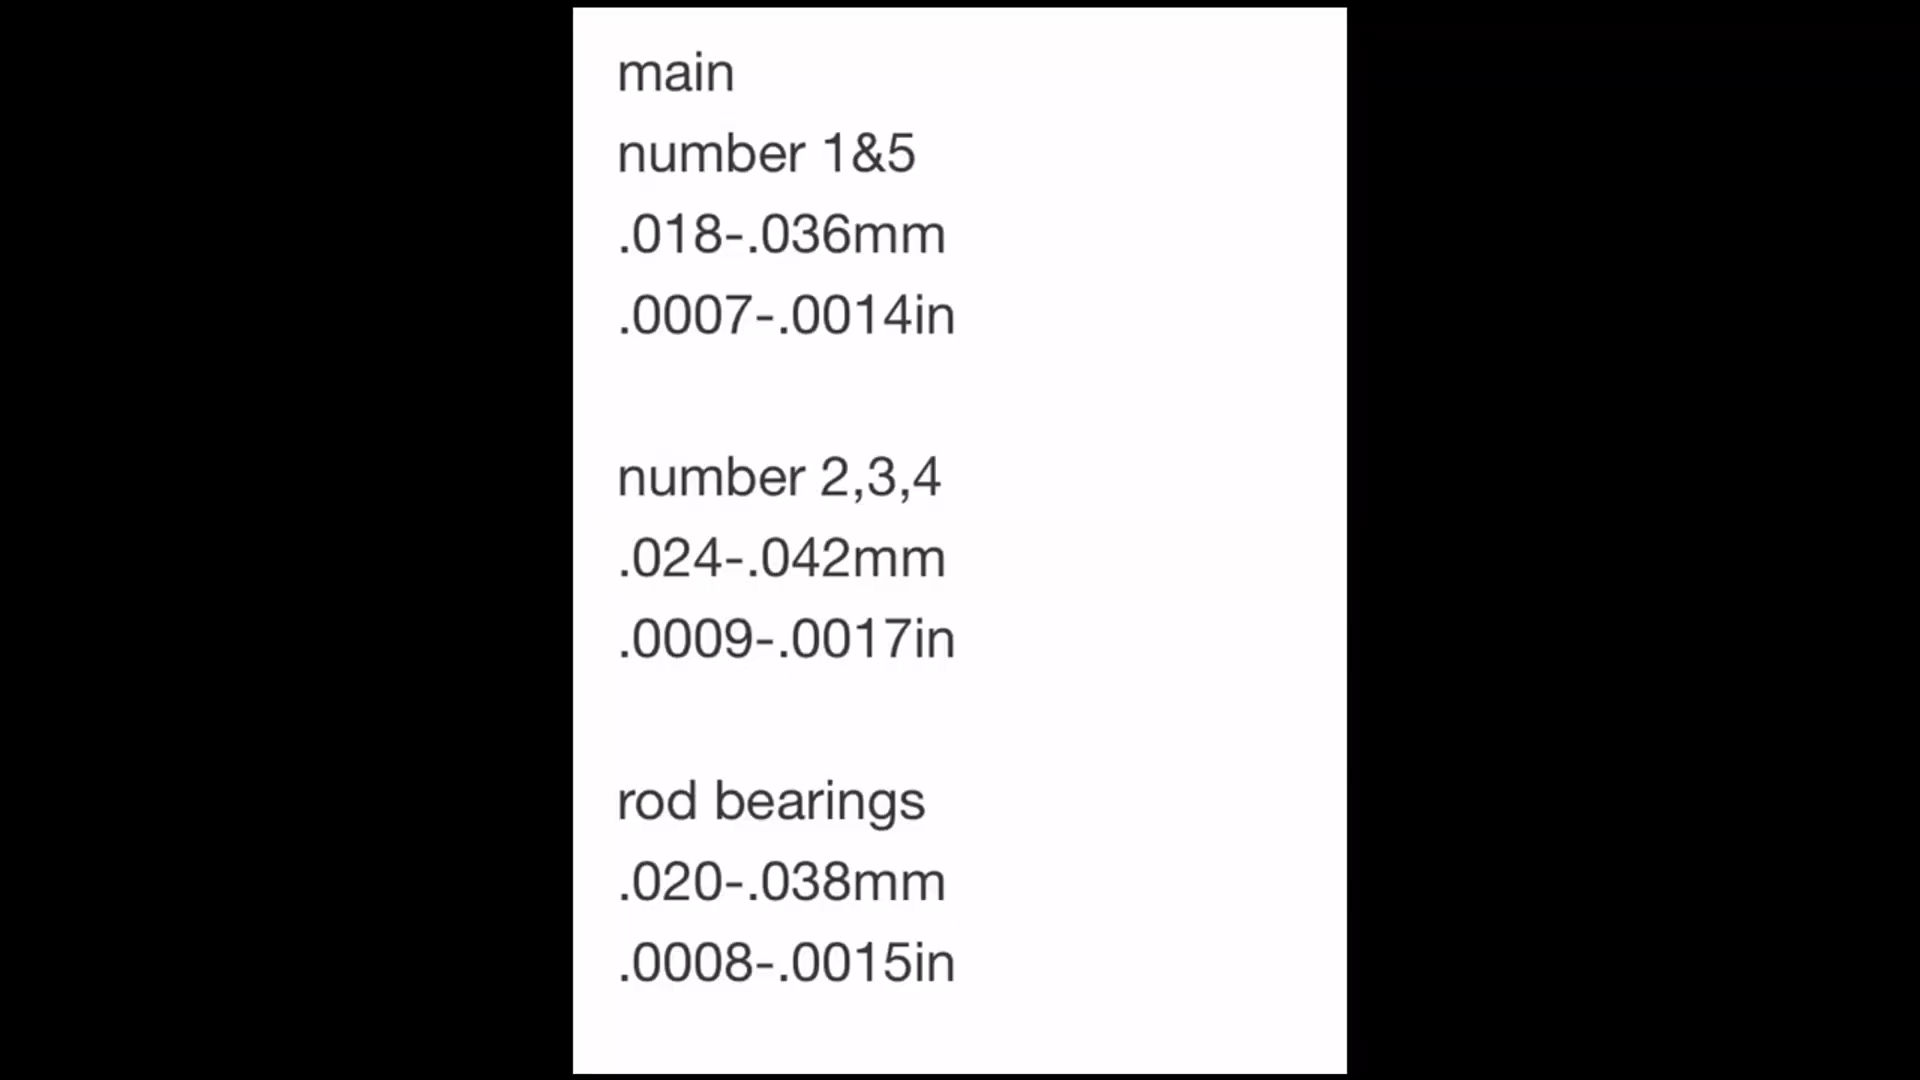 main
number 1&5
.018-.036mm
.0007-.0014in
number 2,3,4
.024-.042mm
.0009-.0017in
rod bearings
.020-.038mm
.0008-.0015in